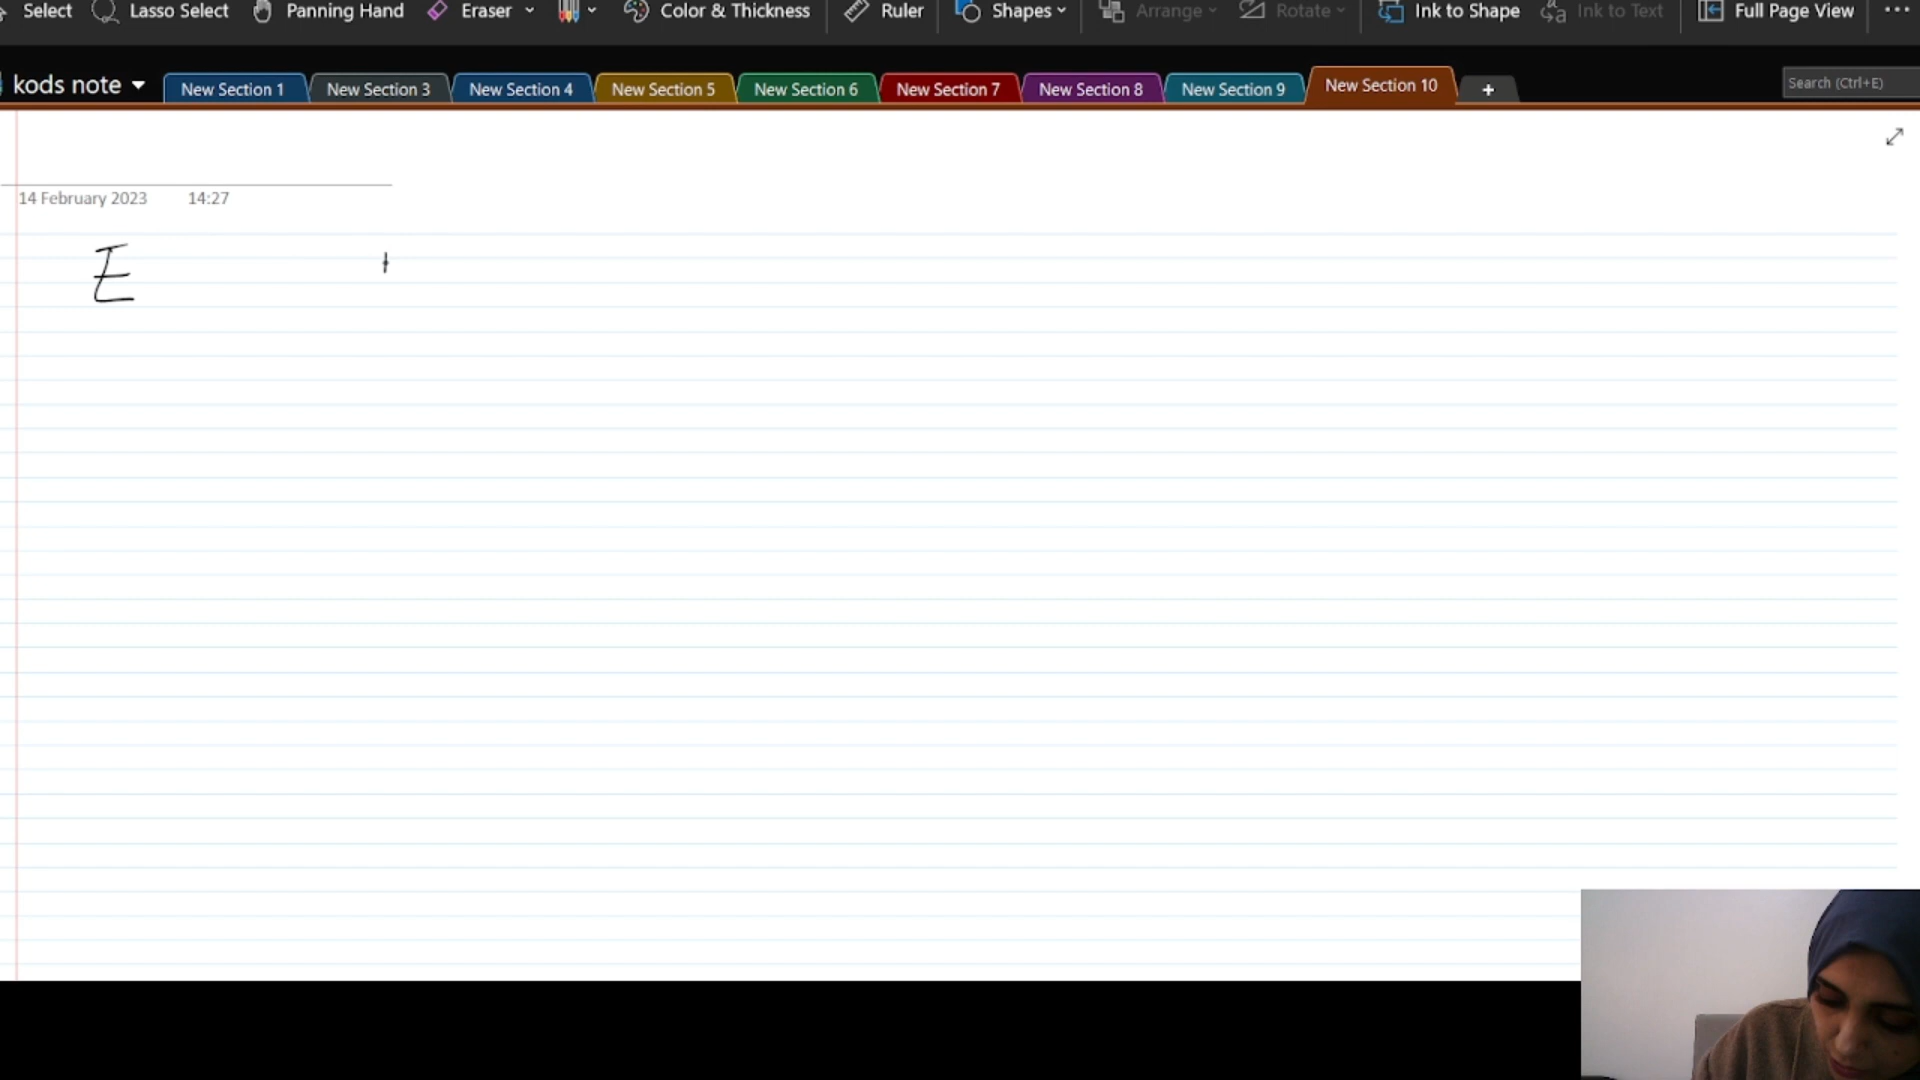 Select Lasso Select Panning Hand Eraser Color & Thickness Ruler Shapes Arrange Rotate Ink to Shape Ink to Text Full Page View
kods note New Section 1 New Section 3 New Section 4 New Section 5 New Section 6 New Section 7 New Section 8 New Section 9 New Section 10 + Search (Ctrl+E)
14 February 2023 14:27
E